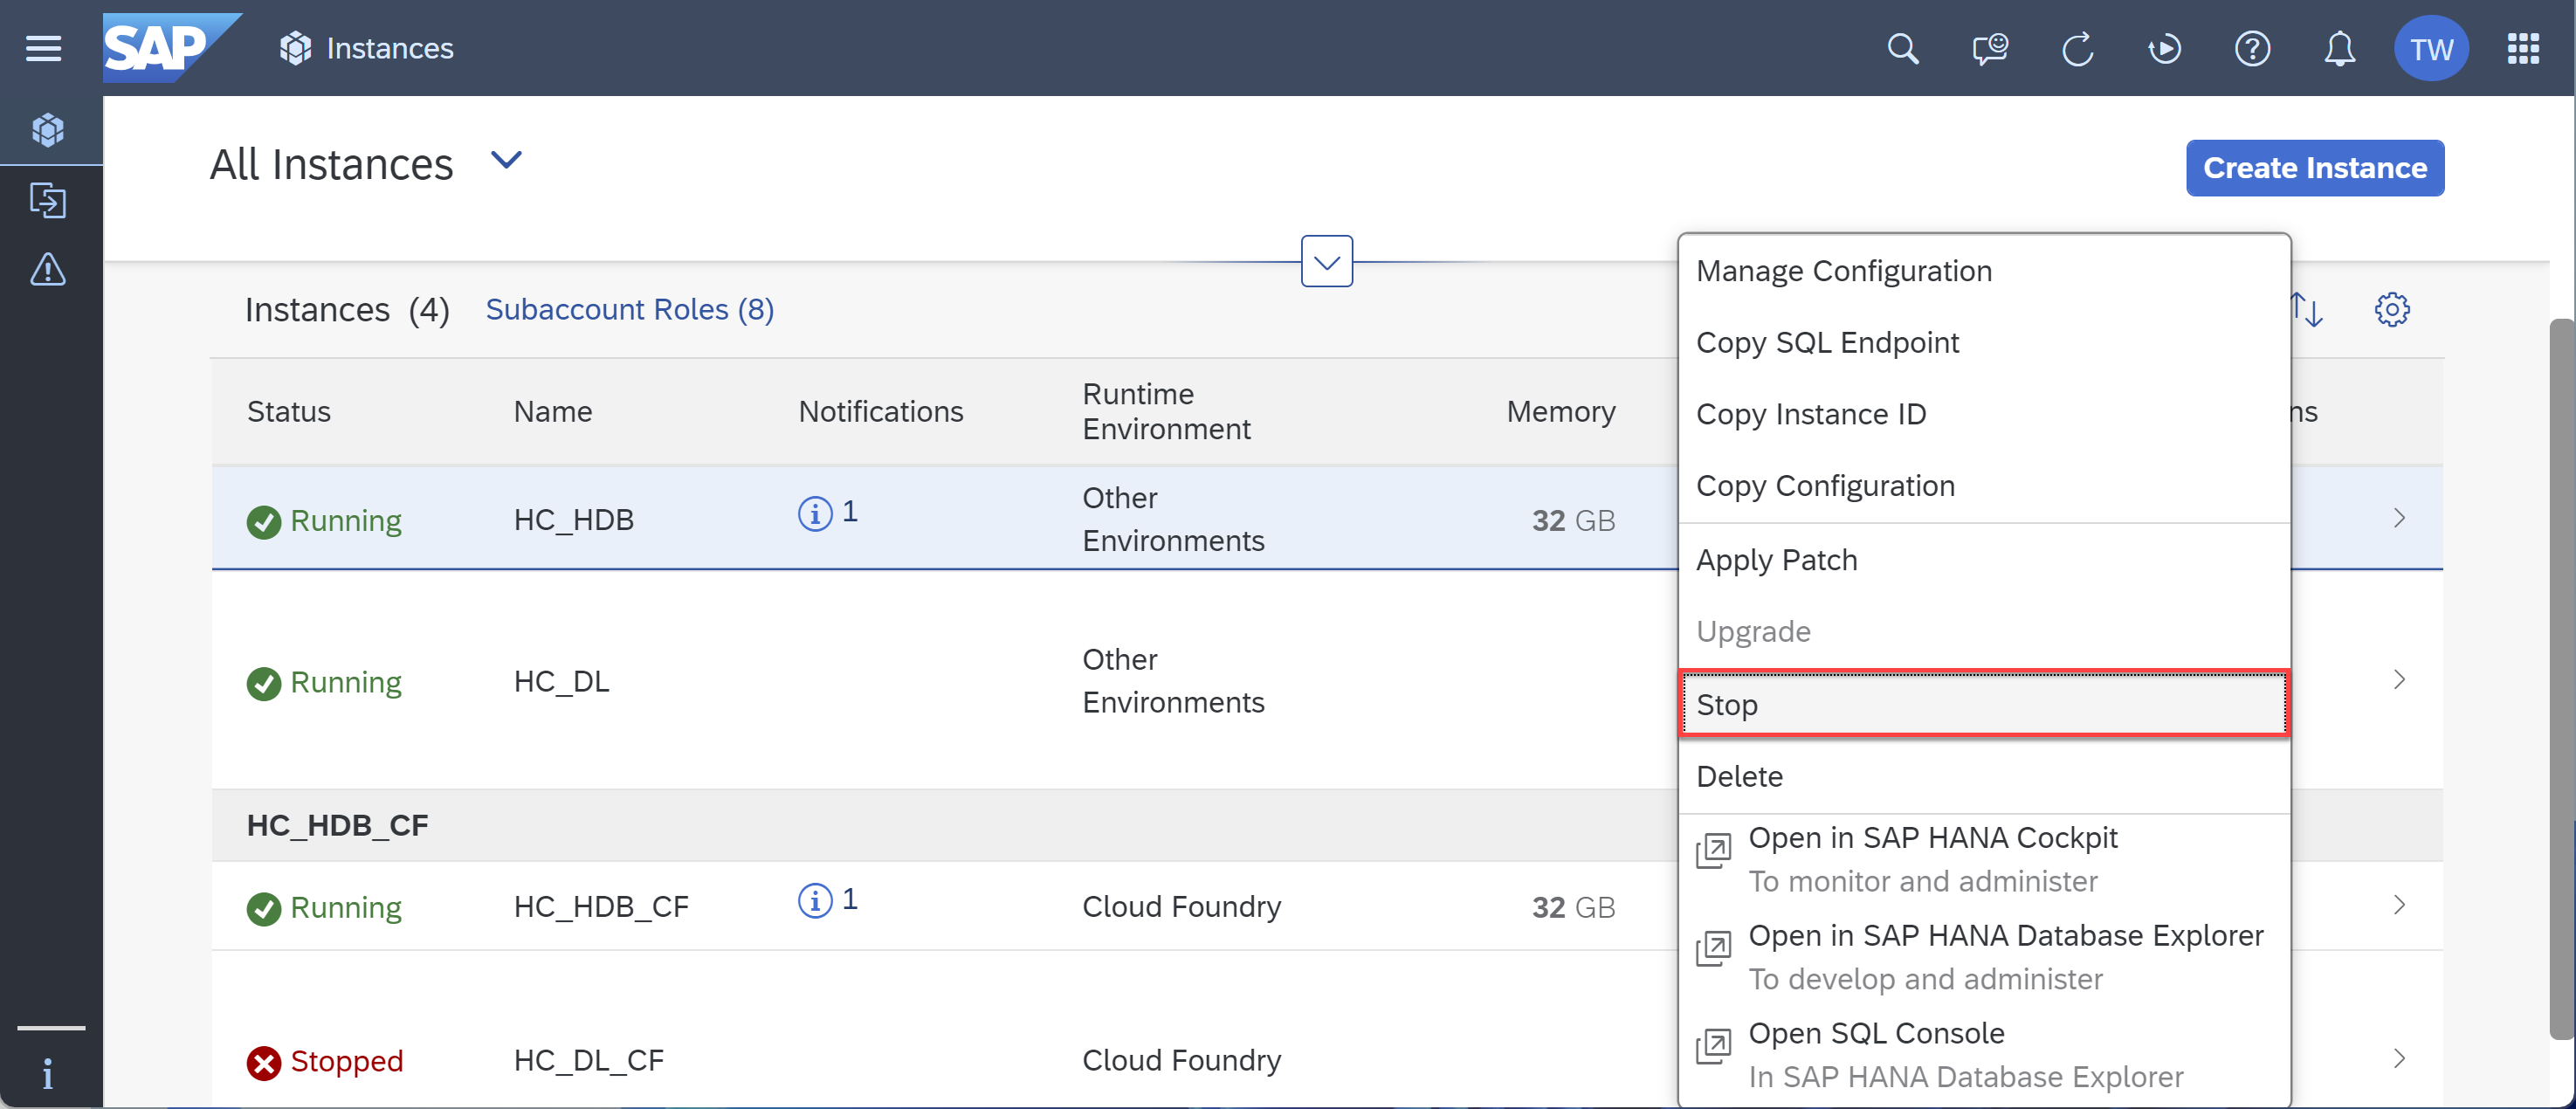 SAP
Instances
TW
All Instances
Create Instance
Instances (4)
Subaccount Roles (8)
Status
Name
Notifications
Runtime
Environment
Memory
ns
Running
HC_HDB
1
Other
Environments
32 GB
Running
HC_DL
Other
Environments
HC_HDB_CF
Running
HC_HDB_CF
1
Cloud Foundry
32 GB
Stopped
HC_DL_CF
Cloud Foundry
Manage Configuration
Copy SQL Endpoint
Copy Instance ID
Copy Configuration
Apply Patch
Upgrade
Stop
Delete
Open in SAP HANA Cockpit
To monitor and administer
Open in SAP HANA Database Explorer
To develop and administer
Open SQL Console
In SAP HANA Database Explorer